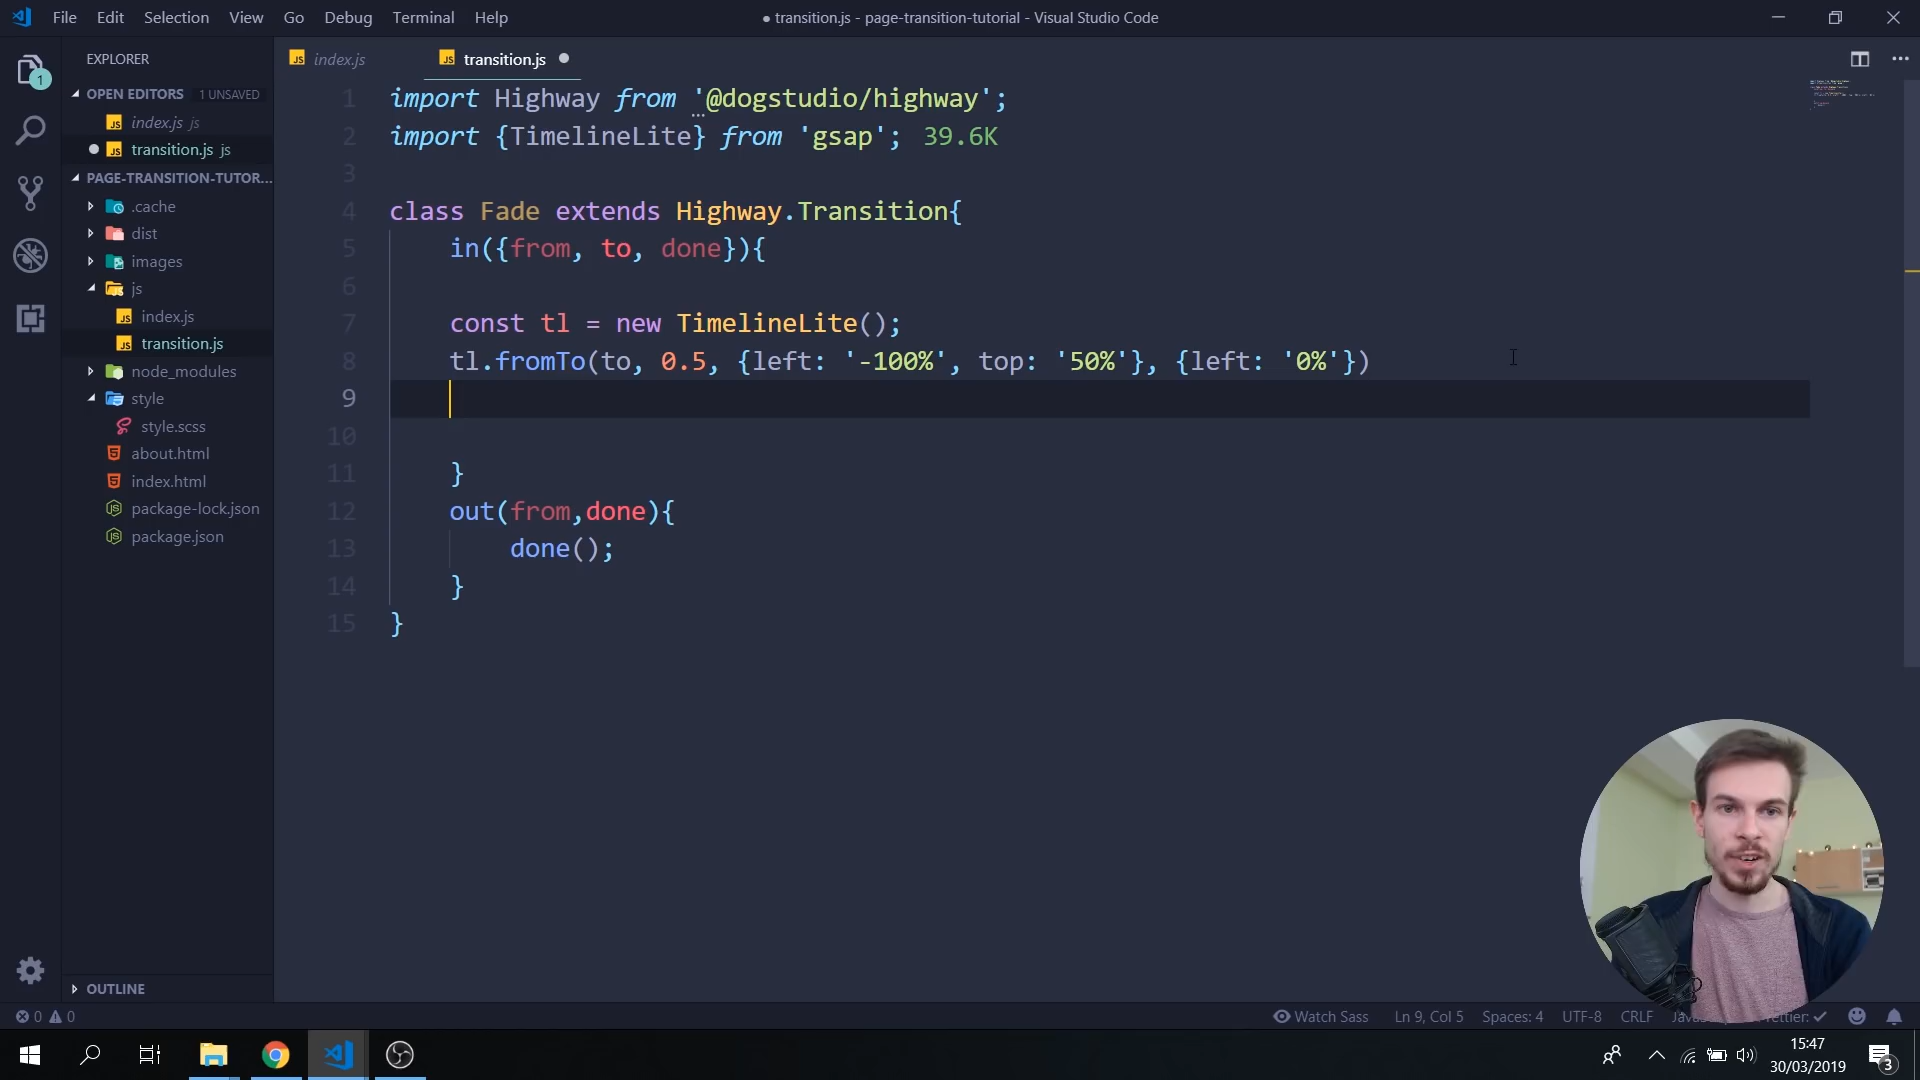 File Edit Selection View Go Debug Terminal Help
● transition.js - page-transition-tutorial - Visual Studio Code
EXPLORER
OPEN EDITORS 1 UNSAVED
index.js js
transition.js js
PAGE-TRANSITION-TUTOR...
.cache
dist
images
js
index.js
transition.js
node_modules
style
style.scss
about.html
index.html
package-lock.json
package.json
OUTLINE
1
JS index.js
JS transition.js
1 import Highway from '@dogstudio/highway';
2 import {TimelineLite} from 'gsap'; 39.6K
3
4 class Fade extends Highway.Transition{
5 in({from, to, done}){
6
7 const tl = new TimelineLite();
8 tl.fromTo(to, 0.5, {left: '-100%', top: '50%'}, {left: '0%'})
9
10
11 }
12 out(from,done){
13 done();
14 }
15 }
0 0
Watch Sass Ln 9, Col 5 Spaces: 4 UTF-8 CRLF
15:47
30/03/2019
3